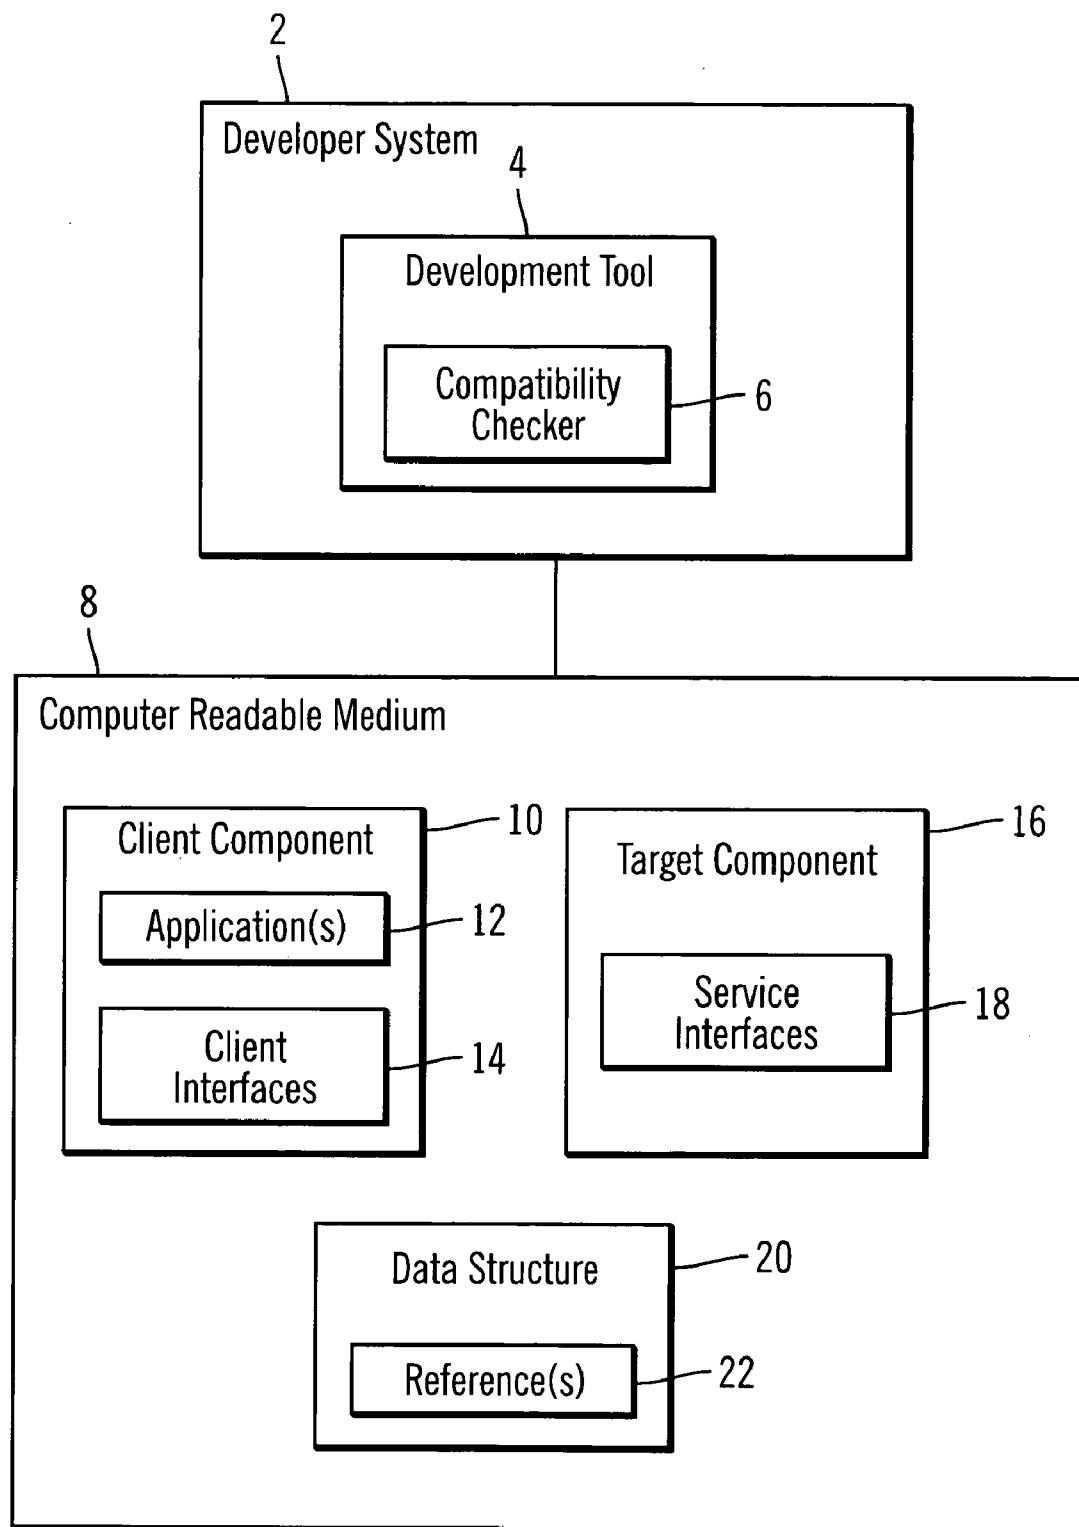 2
Developer System
4
Development Tool
Compatibility
Checker
6
8
Computer Readable Medium
Client Component
10
Application(s)
12
Client
Interfaces
14
Target Component
16
Service
Interfaces
18
Data Structure
20
Reference(s)
22